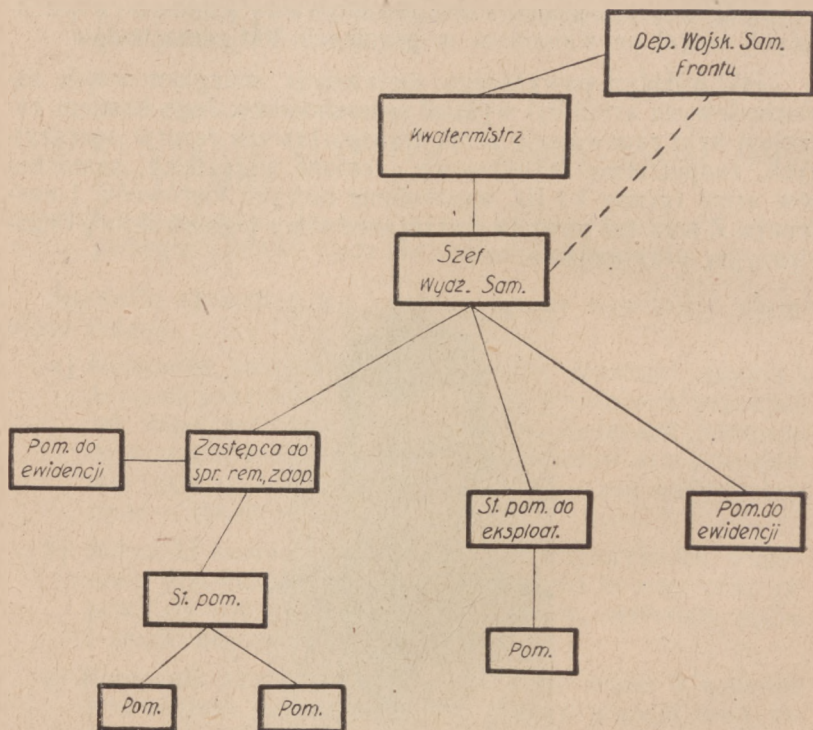 Dep. Wojsk. Sam.
Frontu
Kwatermistrz
Szef
Wydz. Sam.
Pom. do
ewidencji
Zastępca do
spr. rem., zaop.
St. pom. do
eksploat.
Pom. do
ewidencji
St. pom.
Pom.
Pom.
Pom.